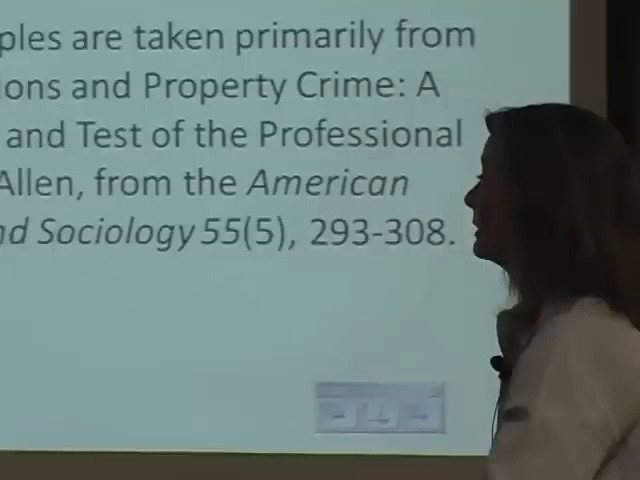 ples are taken primarily from
ions and Property Crime: A
and Test of the Professional
Allen, from the American
nd Sociology 55(5), 293-308.